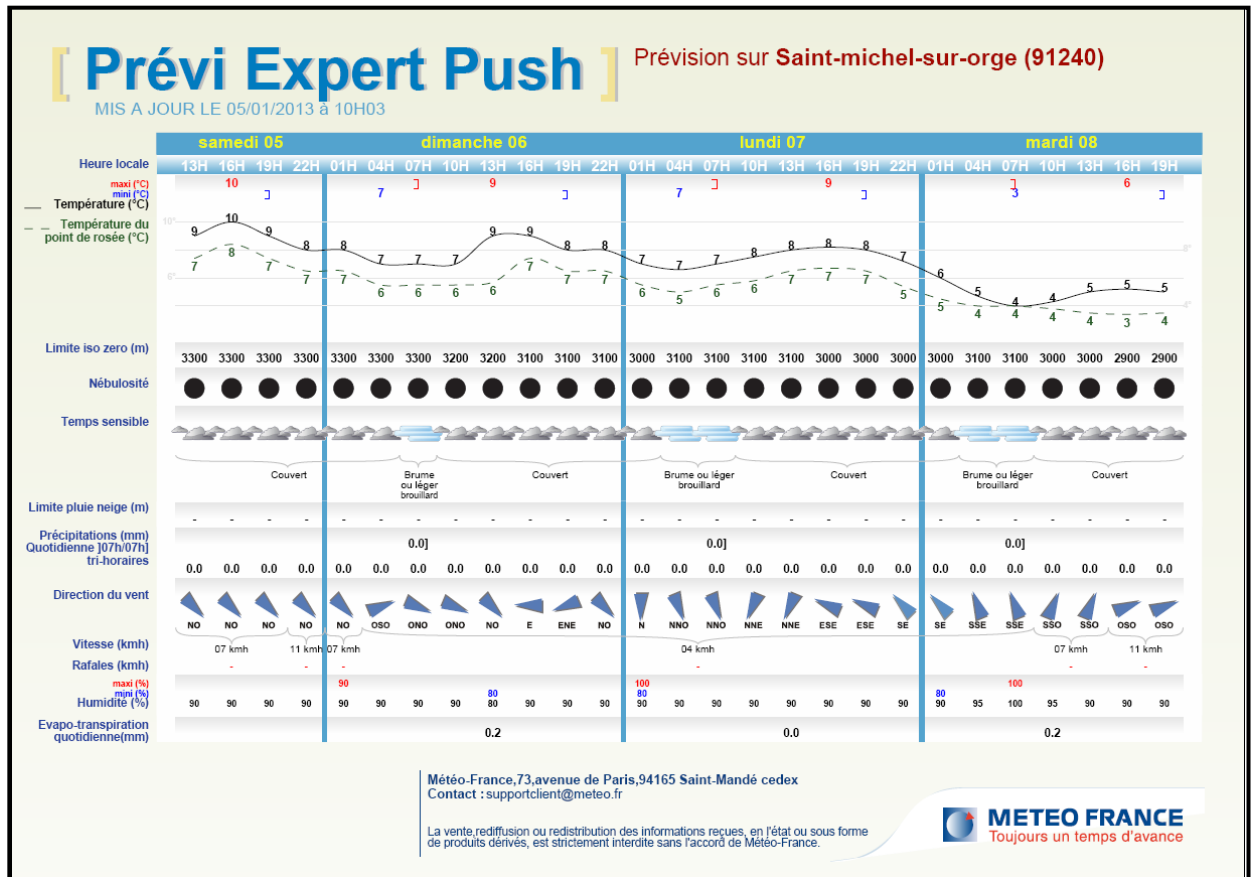 [ Prévi Expert Push ] Prévision sur Saint-michel-sur-orge (91240)
MIS A JOUR LE 05/01/2013 à 10H03
samedi 05 dimanche 06 lundi 07 mardi 08
Heure locale 13H 16H 19H 22H 01H 04H 07H 10H 13H 16H 19H 22H 01H 04H 07H 10H 13H 16H 19H 22H 01H 04H 07H 10H 13H 16H 19H
maxi (°C) 10 ] 9 ] 9 ] 6
mini (°C) ] 7 ] 7 ] 3 ]
Température (°C)
Température du
point de rosée (°C)
10° 5° 8° 4°
9 10 9 8 8 7 7 7 9 9 8 8 7 7 7 7 8 8 8 7 6 5 4 4 5 5 5
7 8 7 7 7 6 6 6 6 7 7 7 6 5 6 6 7 7 7 5 5 4 4 4 4 3 4
Limite iso zero (m) 3300 3300 3300 3300 3300 3300 3300 3200 3200 3100 3100 3100 3000 3100 3100 3100 3100 3000 3000 3000 3000 3100 3100 3000 3000 2900 2900
Nébulosité
Temps sensible
Couvert Brume ou léger brouillard Couvert Brume ou léger brouillard Couvert Brume ou léger brouillard Couvert
Limite pluie neige (m) - - - - - - - - - - - - - - - - - - - - - - - - - - -
Précipitations (mm)
Quotidienne ]07h/07h] 0.0] 0.0] 0.0]
tri-horaires 0.0 0.0 0.0 0.0 0.0 0.0 0.0 0.0 0.0 0.0 0.0 0.0 0.0 0.0 0.0 0.0 0.0 0.0 0.0 0.0 0.0 0.0 0.0 0.0 0.0 0.0 0.0
Direction du vent
NO NO NO NO NO OSO ONO ONO NO E ENE NO N NNO NNO NNE NNE ESE ESE SE SE SSE SSE SSO SSO OSO OSO
Vitesse (kmh) 07 kmh 11 kmh 07 kmh 04 kmh 07 kmh 11 kmh
Rafales (kmh) - - - - - -
maxi (%) 90 100 100
mini (%) 80 80 80
Humidité (%) 90 90 90 90 90 90 90 90 80 90 90 90 90 90 90 90 90 90 90 90 90 95 100 95 90 90 90
Evapo-transpiration
quotidienne(mm) 0.2 0.0 0.2
Météo-France,73,avenue de Paris,94165 Saint-Mandé cedex
Contact : supportclient@meteo.fr
La vente,rediffusion ou redistribution des informations reçues, en l'état ou sous forme
de produits dérivés, est strictement interdite sans l'accord de Météo-France.
METEO FRANCE
Toujours un temps d'avance